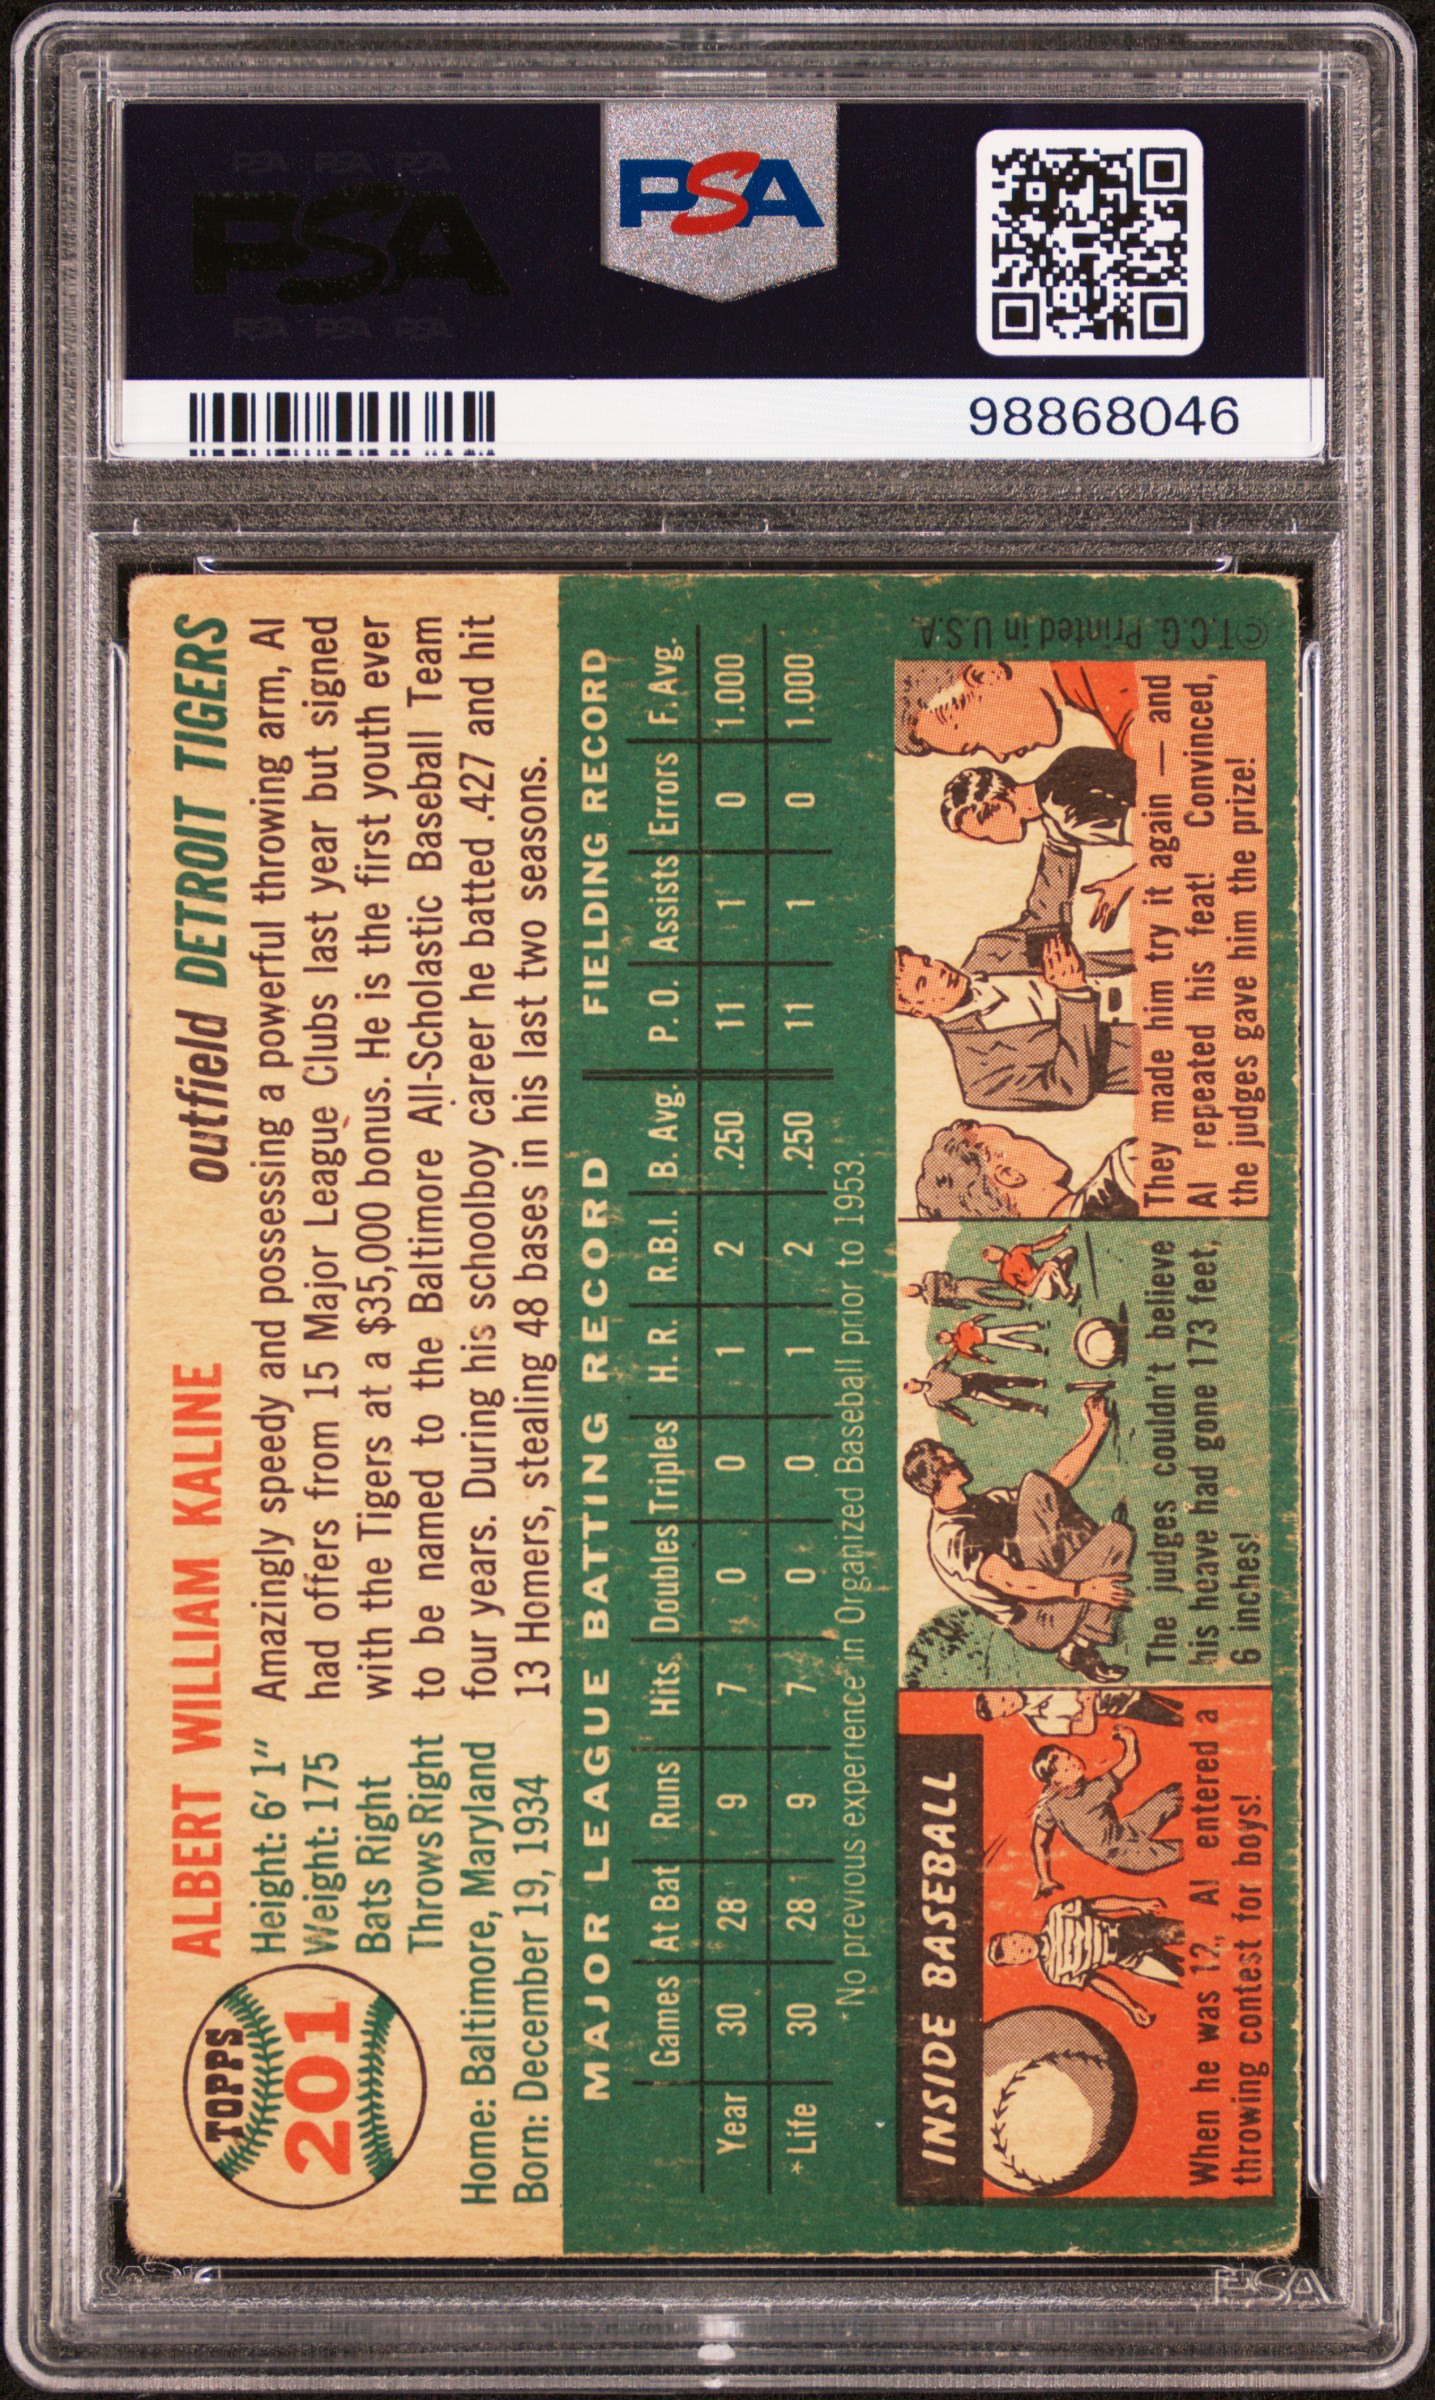 PSA PSA PSA
PSA
PSA PSA PSA
PSA
98868046
TOPPS
201
ALBERT WILLIAM KALINE
outfield DETROIT TIGERS
Height: 6' 1"
Weight: 175
Bats Right
Throws Right
Home: Baltimore, Maryland
Born: December 19, 1934
Amazingly speedy and possessing a powerful throwing arm, Al
had offers from 15 Major League Clubs last year but signed
with the Tigers at a $35,000 bonus. He is the first youth ever
to be named to the Baltimore All-Scholastic Baseball Team
four years. During his schoolboy career he batted .427 and hit
13 Homers, stealing 48 bases in his last two seasons.
MAJOR LEAGUE BATTING RECORD FIELDING RECORD
Games At Bat Runs Hits Doubles Triples H. R. R.B.I. B. Avg. P. O. Assists Errors F. Avg.
Year 30 28 9 7 0 0 1 2 .250 11 1 0 1.000
*Life 30 28 9 7 0 0 1 2 .250 11 1 0 1.000
*No previous experience in Organized Baseball prior to 1953.
INSIDE BASEBALL
When he was 12, Al entered a
throwing contest for boys!
The judges couldn't believe
his heave had gone 173 feet,
6 inches!
They made him try it again — and
Al repeated his feat! Convinced,
the judges gave him the prize!
©T.C.G. Printed in U.S.A.
PSA